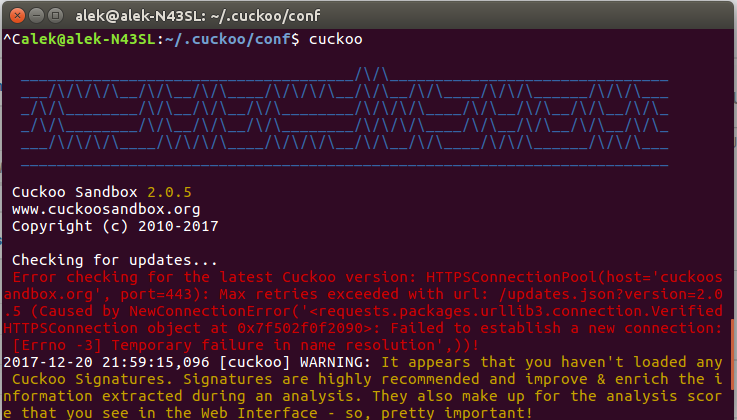 alek@alek-N43SL: ~/.cuckoo/conf
^Calek@alek-N43SL:~/.cuckoo/conf$ cuckoo
Cuckoo Sandbox 2.0.5
www.cuckoosandbox.org
Copyright (c) 2010-2017
Checking for updates...
Error checking for the latest Cuckoo version: HTTPSConnectionPool(host='cuckoos
andbox.org', port=443): Max retries exceeded with url: /updates.json?version=2.0
.5 (Caused by NewConnectionError('<requests.packages.urllib3.connection.Verified
HTTPSConnection object at 0x7f502f0f2090>: Failed to establish a new connection:
[Errno -3] Temporary failure in name resolution',))!
2017-12-20 21:59:15,096 [cuckoo] WARNING: It appears that you haven't loaded any
Cuckoo Signatures. Signatures are highly recommended and improve & enrich the i
nformation extracted during an analysis. They also make up for the analysis scor
e that you see in the Web Interface - so, pretty important!